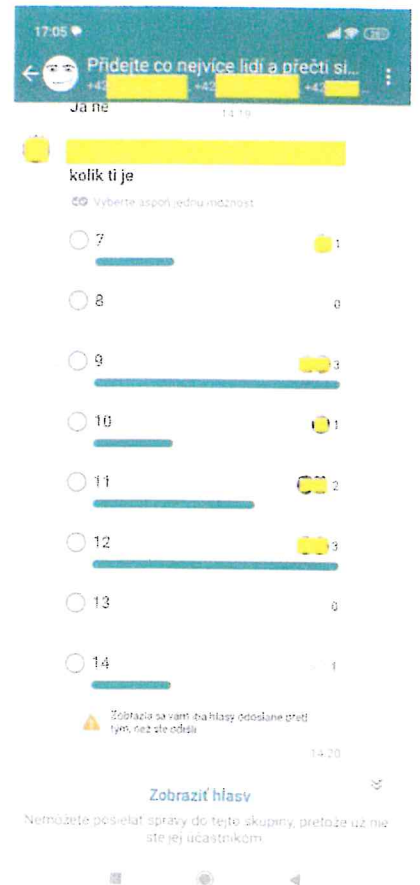 17:05
Přidejte co nejvíce lidí a přečti si...
+42 +42 +42
Ja ne
14:19
kolik ti je
Vyberte aspoň jednu možnosť
7 1
8 0
9 3
10 1
11 2
12 3
13 0
14 1
Zobrazia sa vám iba hlasy odoslané pred
tým, než ste odišli
14:20
Zobraziť hlasy
Nemôžete posielať správy do tejto skupiny, pretože už nie
ste jej účastníkom